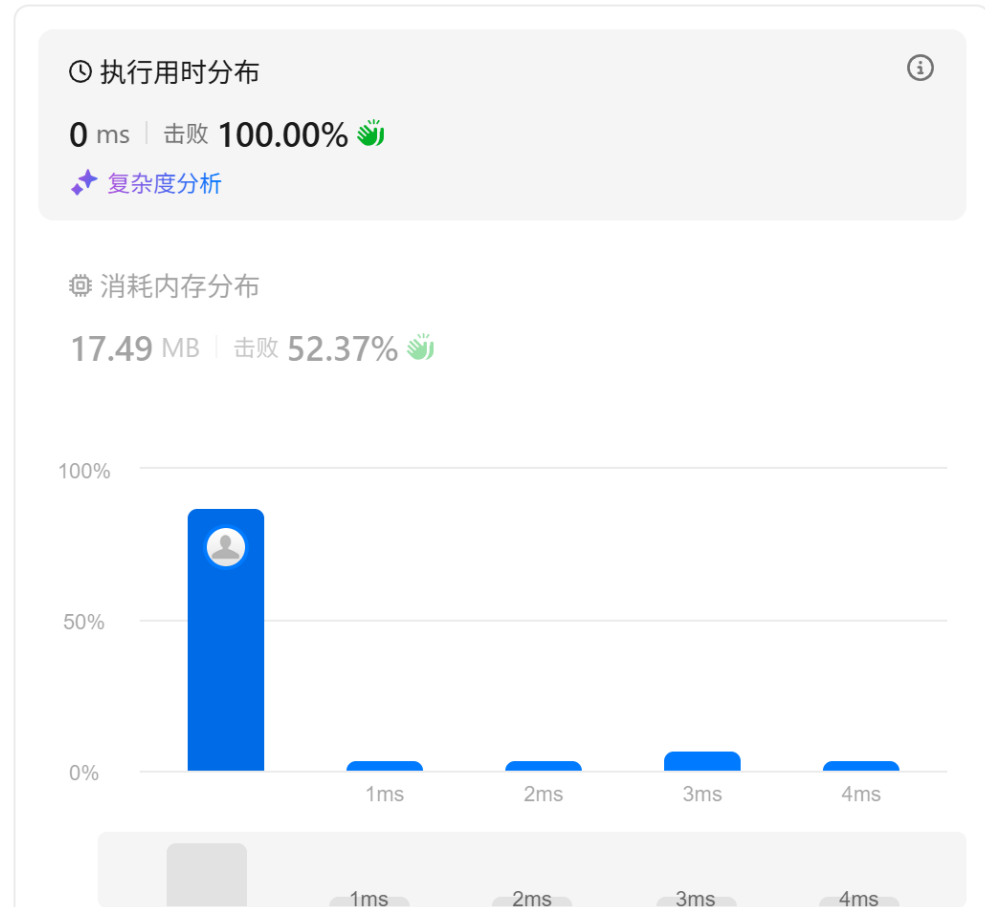 执行用时分布
0 ms 击败 100.00%
复杂度分析
消耗内存分布
17.49 MB 击败 52.37%
100%
50%
0%
1ms 2ms 3ms 4ms
1ms 2ms 3ms 4ms